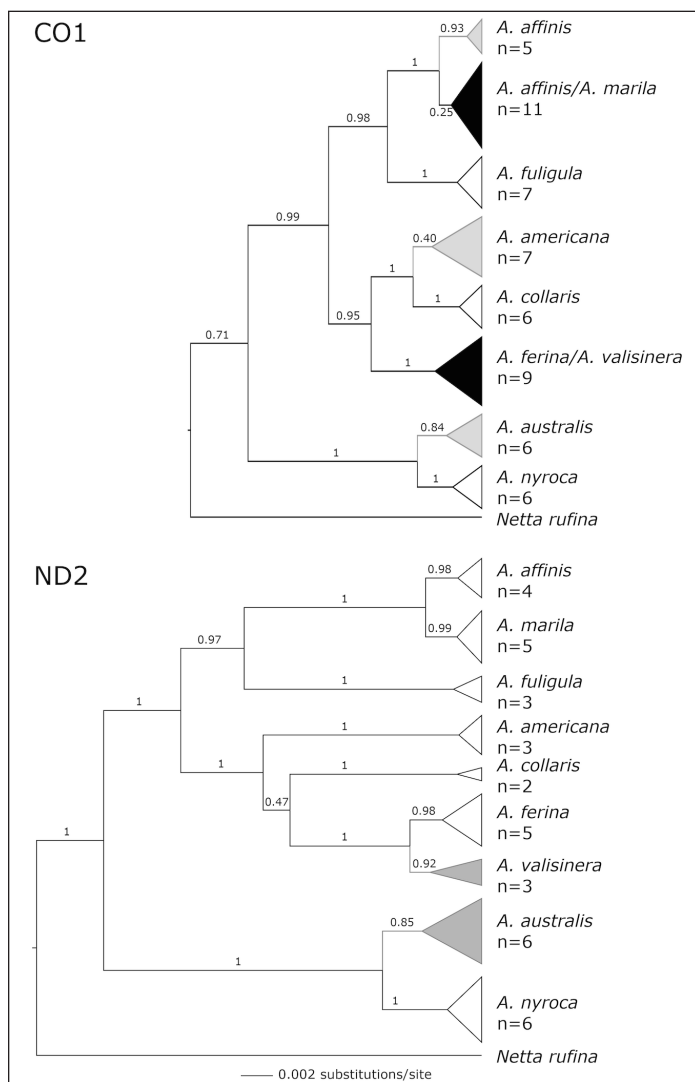 CO1
0.93
A. affinis
n=5
1
0.25
A. affinis/A. marila
n=11
0.98
1
A. fuligula
n=7
0.99
0.40
A. americana
n=7
1
1
A. collaris
n=6
0.95
1
A. ferina/A. valisinera
n=9
0.71
0.84
A. australis
n=6
1
1
A. nyroca
n=6
Netta rufina
ND2
0.98
A. affinis
n=4
1
0.99
A. marila
n=5
0.97
1
A. fuligula
n=3
1
1
A. americana
n=3
1
1
A. collaris
n=2
0.47
0.98
A. ferina
n=5
1
0.92
A. valisinera
n=3
1
0.85
A. australis
n=6
1
1
A. nyroca
n=6
Netta rufina
0.002 substitutions/site